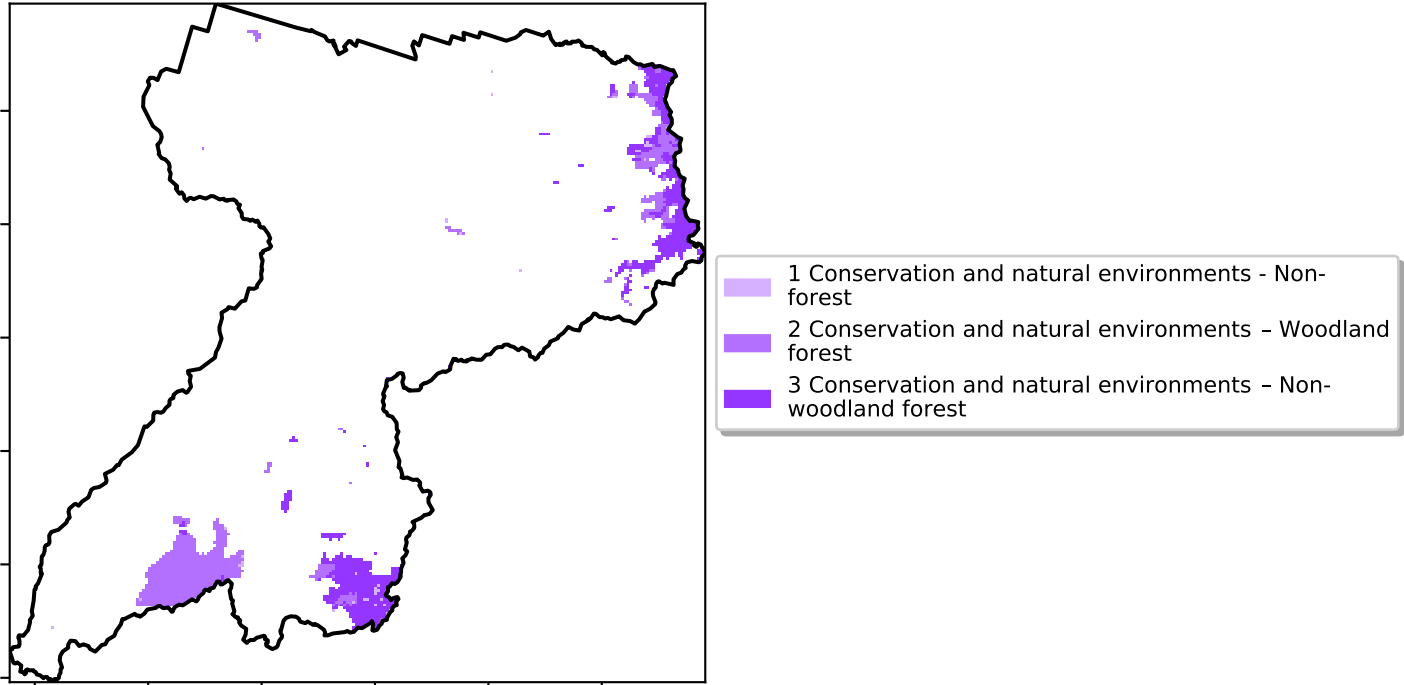 1 Conservation and natural environments - Non-
forest
2 Conservation and natural environments – Woodland
forest
3 Conservation and natural environments – Non-
woodland forest